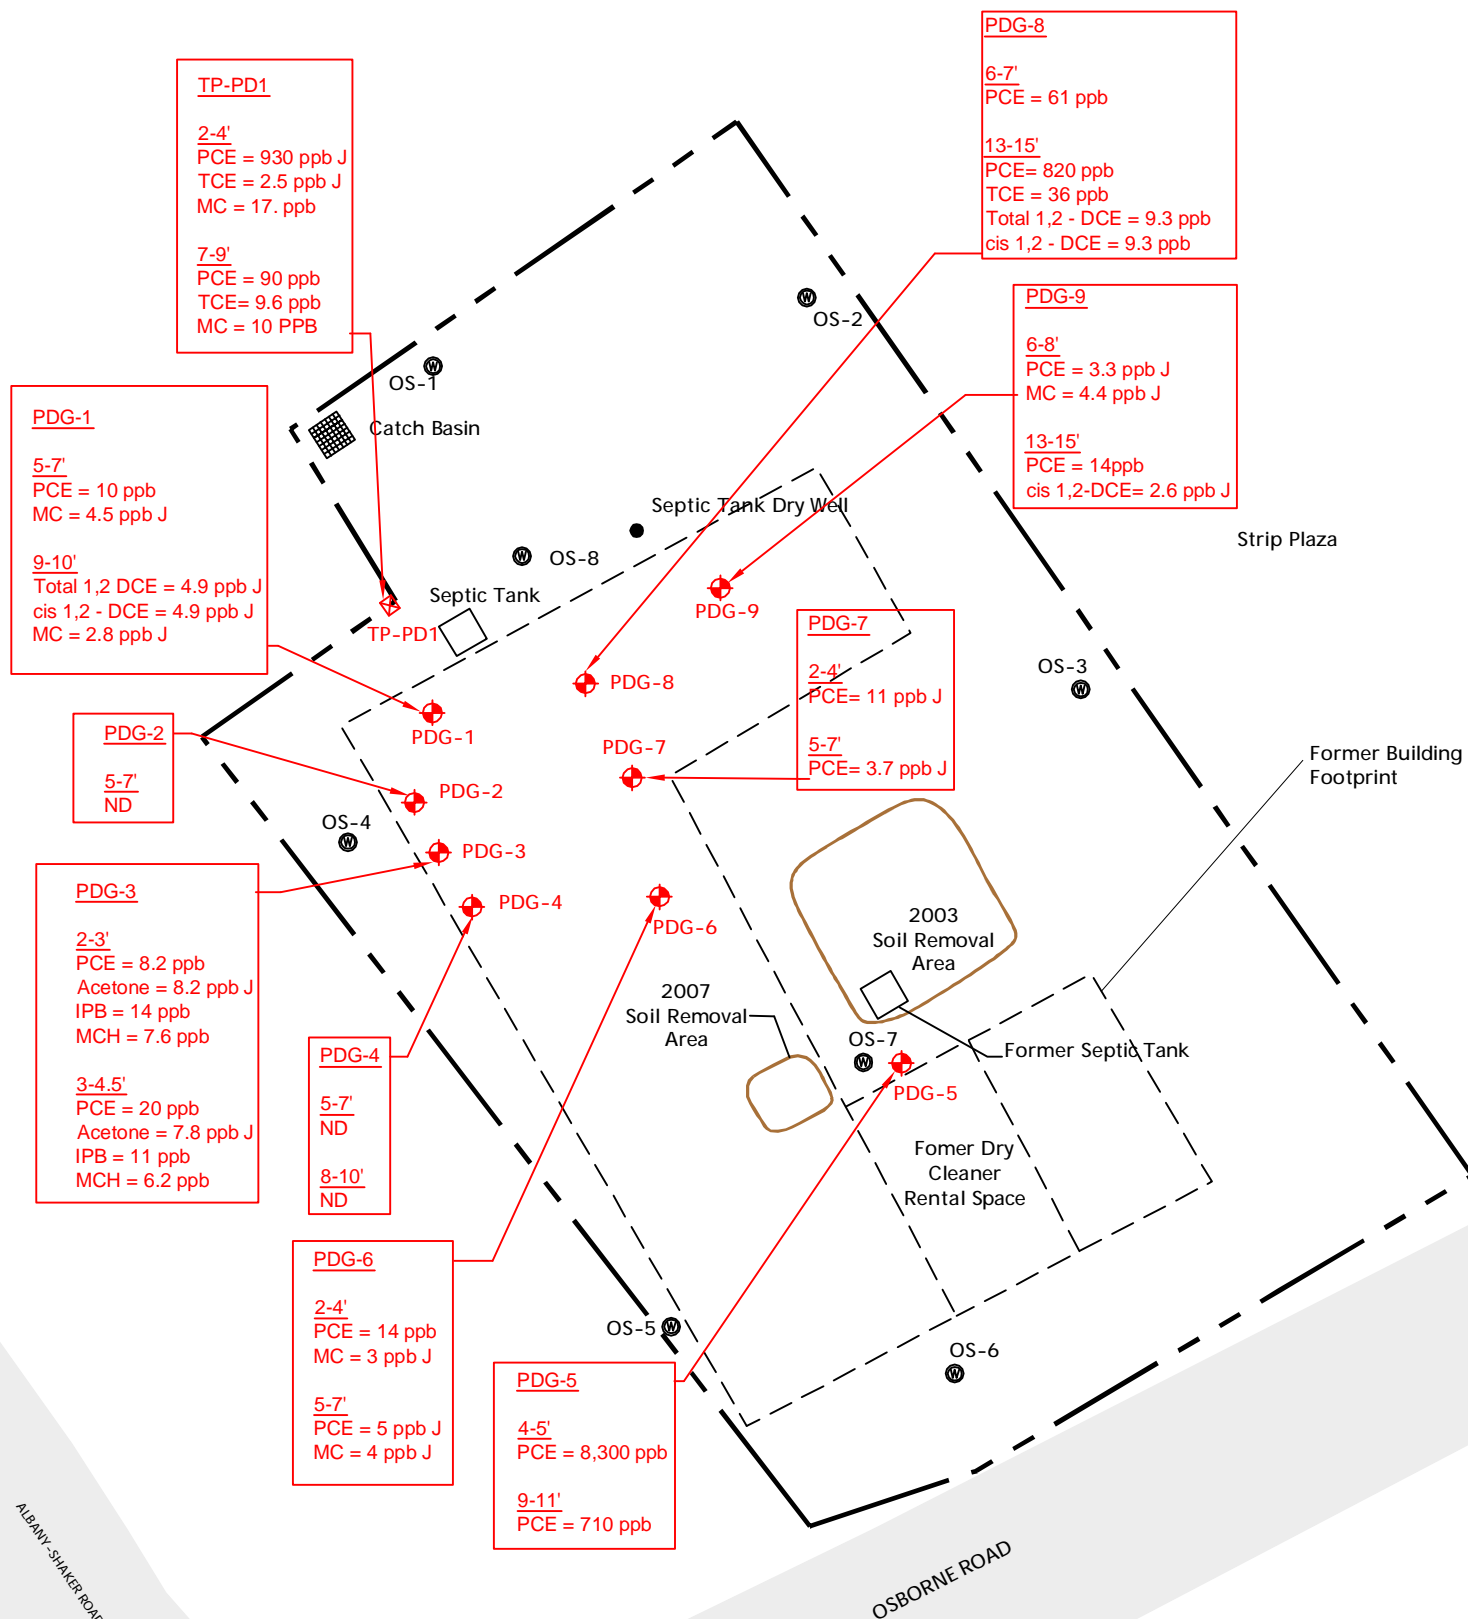 PDG-8
6-7'
PCE = 61 ppb
13-15'
PCE= 820 ppb
TCE = 36 ppb
Total 1,2 - DCE = 9.3 ppb
cis 1,2 - DCE = 9.3 ppb
TP-PD1
2-4'
PCE = 930 ppb J
TCE = 2.5 ppb J
MC = 17. ppb
7-9'
PCE = 90 ppb
TCE= 9.6 ppb
MC = 10 PPB
PDG-9
6-8'
PCE = 3.3 ppb J
MC = 4.4 ppb J
13-15'
PCE = 14ppb
cis 1,2-DCE= 2.6 ppb J
W
OS-2
W
OS-1
Catch Basin
PDG-1
5-7'
PCE = 10 ppb
MC = 4.5 ppb J
9-10'
Total 1,2 DCE = 4.9 ppb J
cis 1,2 - DCE = 4.9 ppb J
MC = 2.8 ppb J
Septic Tank Dry Well
Strip Plaza
W
OS-8
Septic Tank
TP-PD1
PDG-9
PDG-7
2-4'
PCE= 11 ppb J
5-7'
PCE= 3.7 ppb J
OS-3
W
PDG-8
PDG-1
PDG-2
5-7'
ND
PDG-7
Former Building
Footprint
PDG-2
OS-4
W
PDG-3
PDG-3
2-3'
PCE = 8.2 ppb
Acetone = 8.2 ppb J
IPB = 14 ppb
MCH = 7.6 ppb
3-4.5'
PCE = 20 ppb
Acetone = 7.8 ppb J
IPB = 11 ppb
MCH = 6.2 ppb
PDG-4
PDG-6
2003
Soil Removal
Area
2007
Soil Removal
Area
OS-7
W
Former Septic Tank
PDG-5
PDG-4
5-7'
ND
8-10'
ND
Fomer Dry
Cleaner
Rental Space
PDG-6
2-4'
PCE = 14 ppb
MC = 3 ppb J
5-7'
PCE = 5 ppb J
MC = 4 ppb J
OS-5
W
OS-6
W
PDG-5
4-5'
PCE = 8,300 ppb
9-11'
PCE = 710 ppb
ALBANY-SHAKER ROAD
OSBORNE ROAD